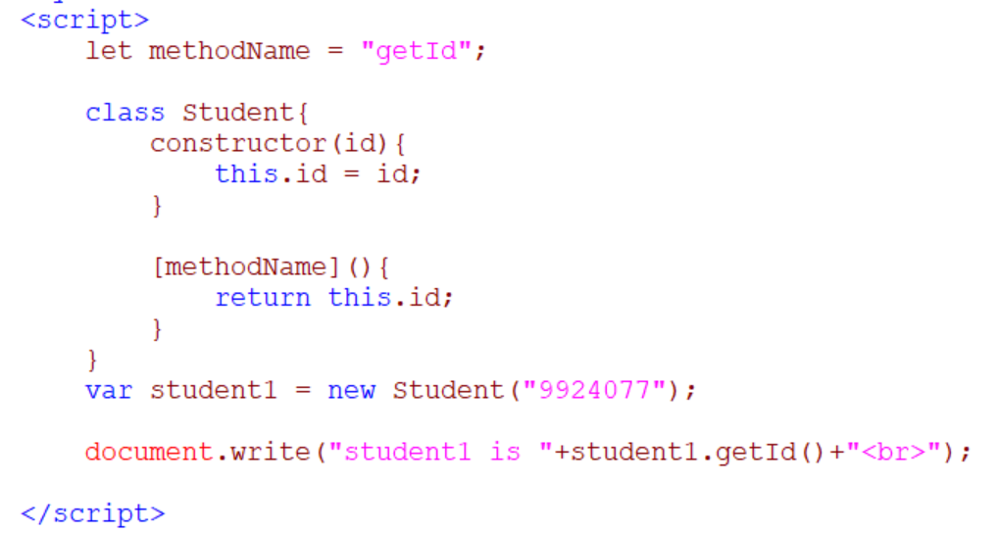 <script>
let methodName = "getId";
class Student{
constructor(id){
this.id = id;
}
[methodName](){
return this.id;
}
}
var student1 = new Student("9924077");
document.write("student1 is "+student1.getId()+"<br>");
</script>